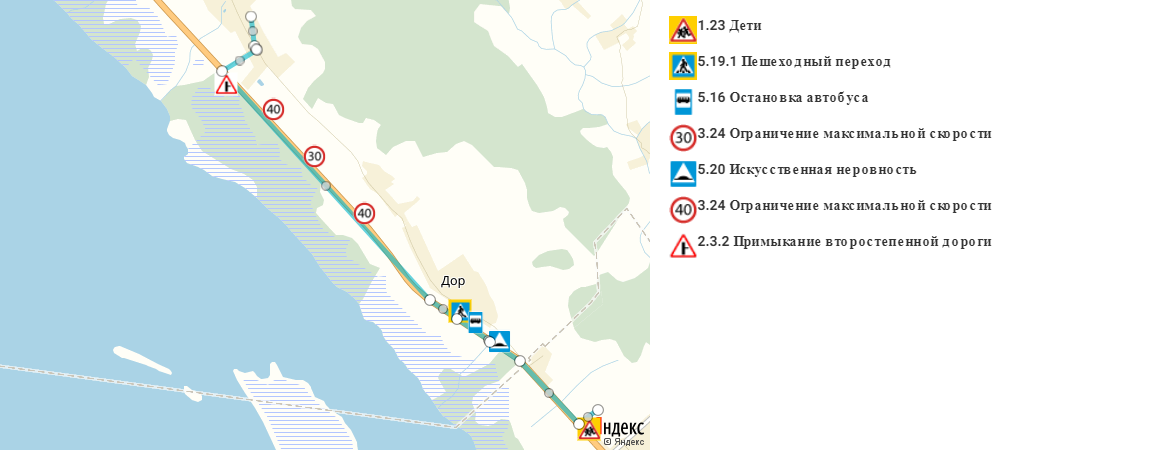 40
30
40
Дор
ндекс
© Яндекс
1.23 Дети
5.19.1 Пешеходный переход
5.16 Остановка автобуса
30 3.24 Ограничение максимальной скорости
5.20 Искусственная неровность
40 3.24 Ограничение максимальной скорости
2.3.2 Примыкание второстепенной дороги